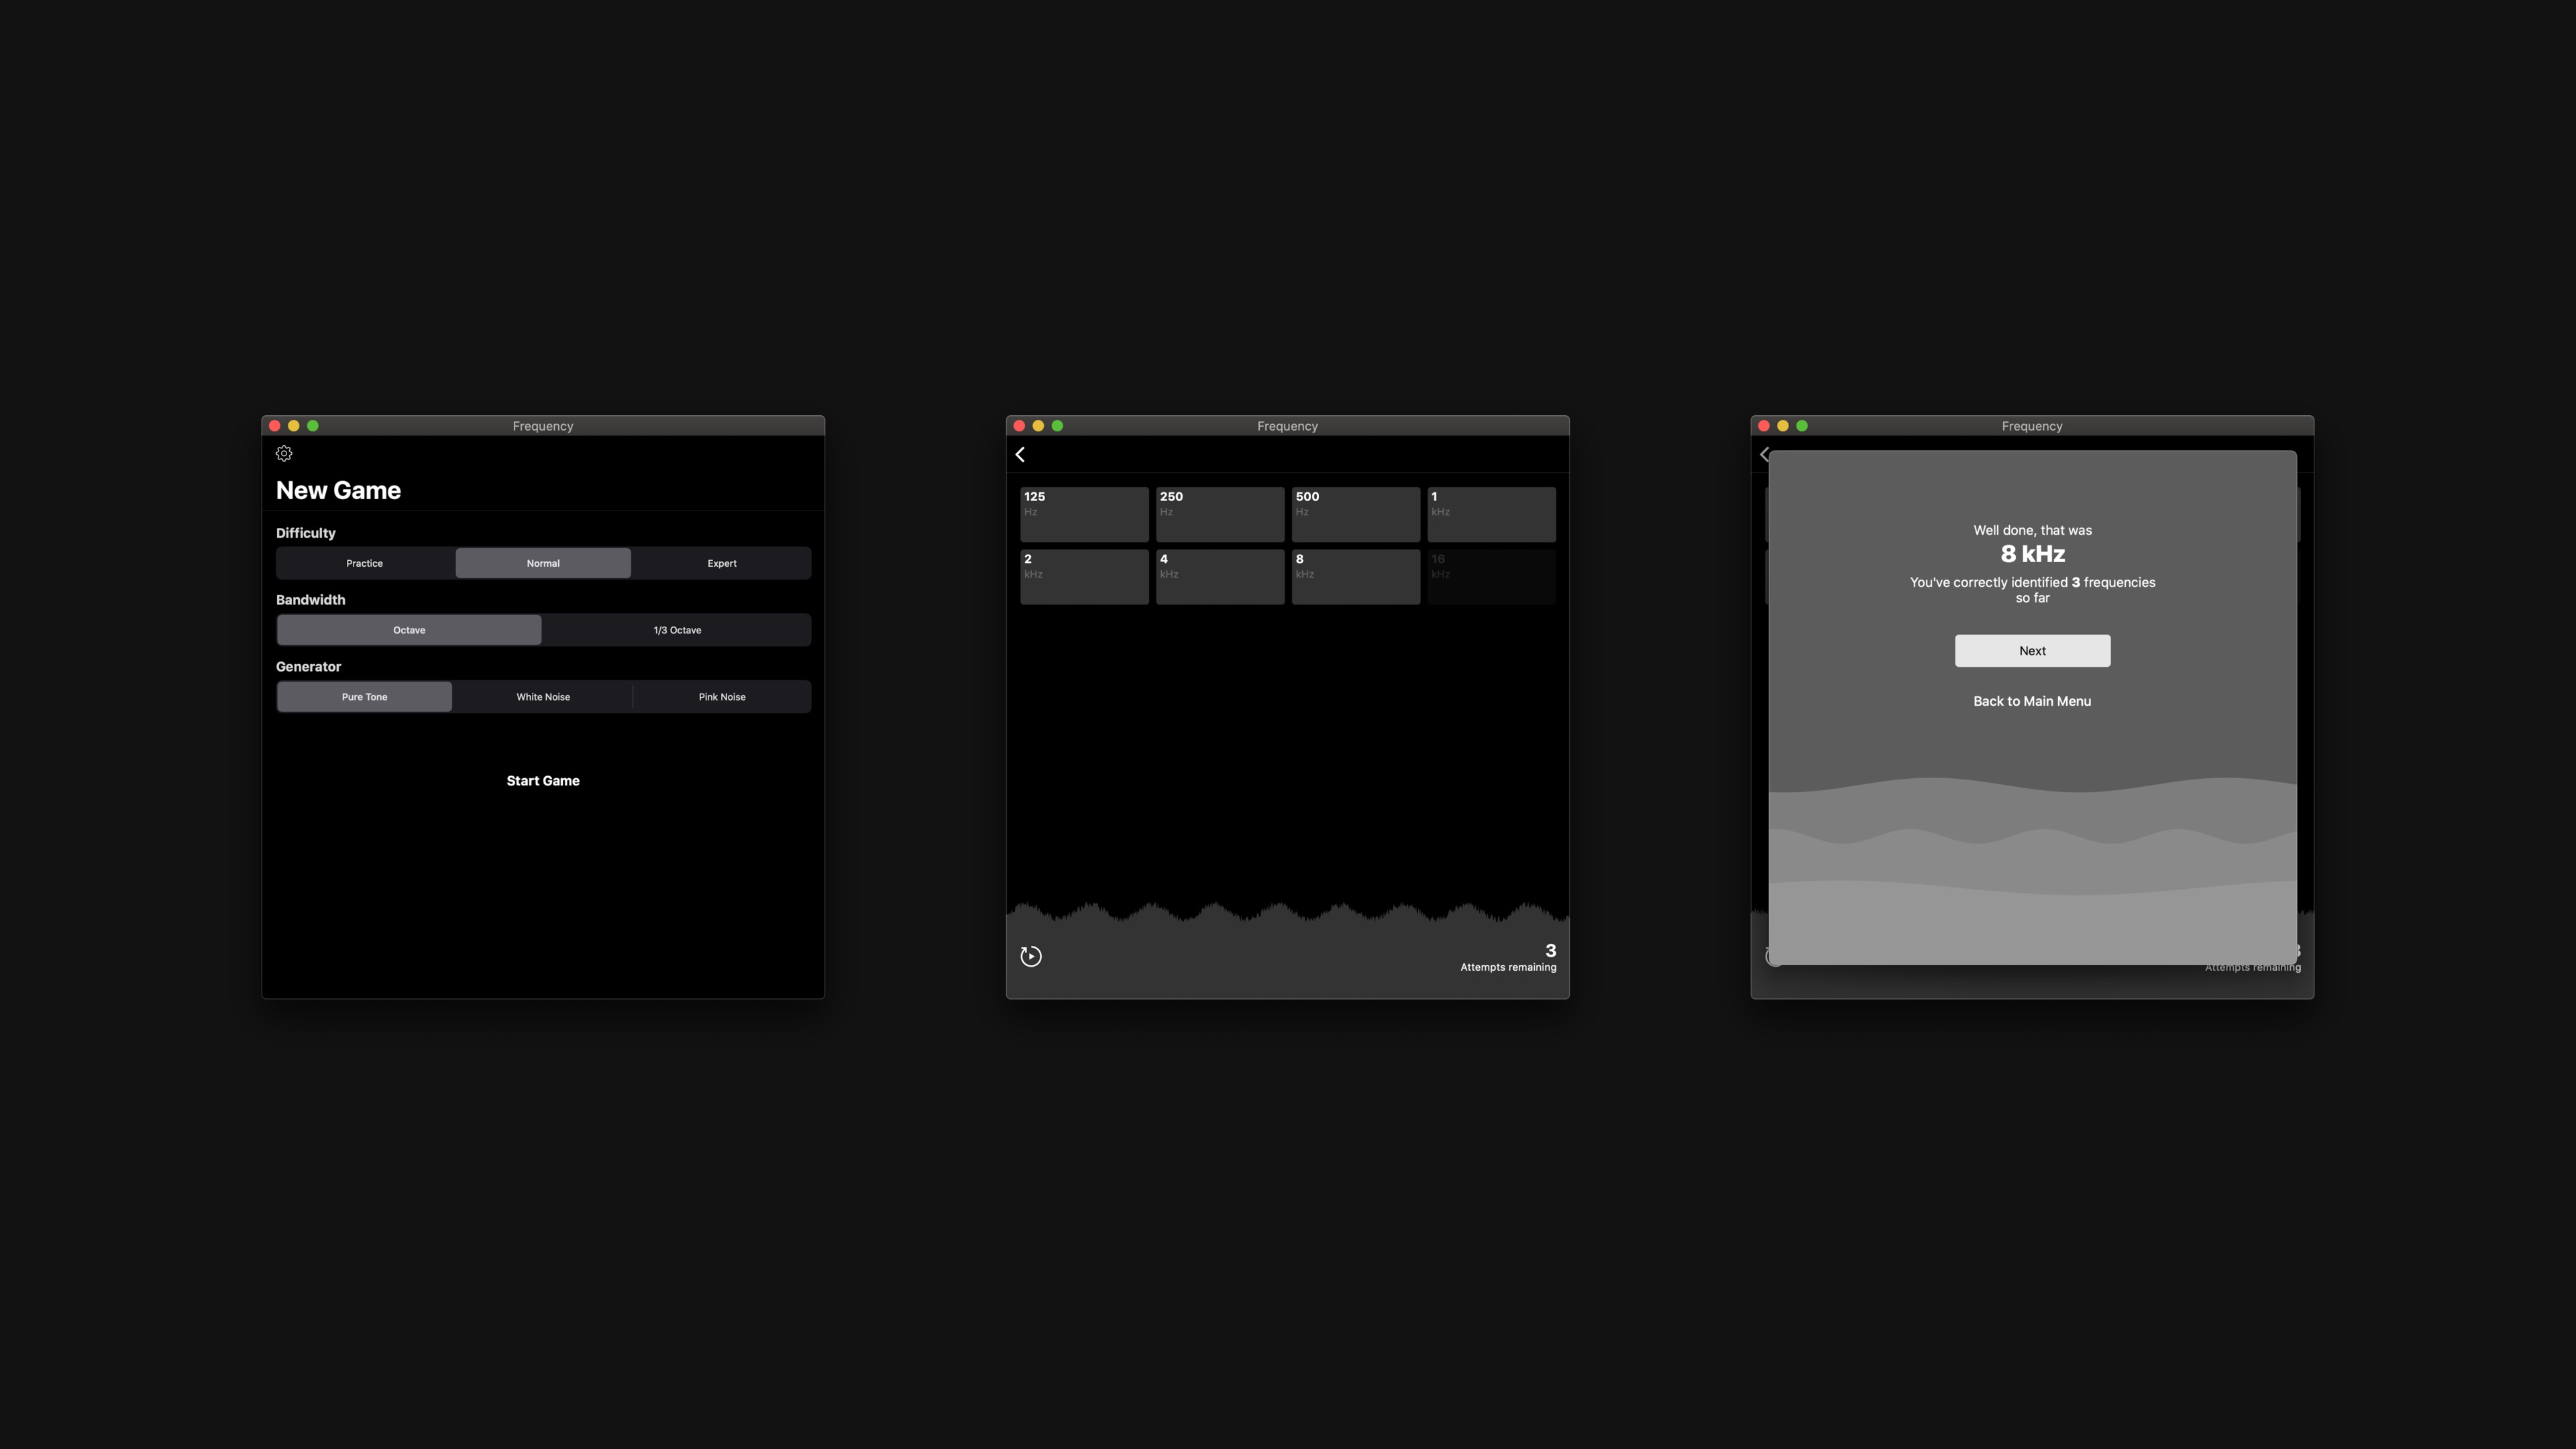 Frequency
New Game
Difficulty
Practice Normal Expert
Bandwidth
Octave 1/3 Octave
Generator
Pure Tone White Noise Pink Noise
Start Game
Frequency
125 250 500 1
Hz Hz Hz kHz
2 4 8 16
kHz kHz kHz kHz
3
Attempts remaining
Frequency
Well done, that was
8 kHz
You've correctly identified 3 frequencies
so far
Next
Back to Main Menu
Attempts remaining